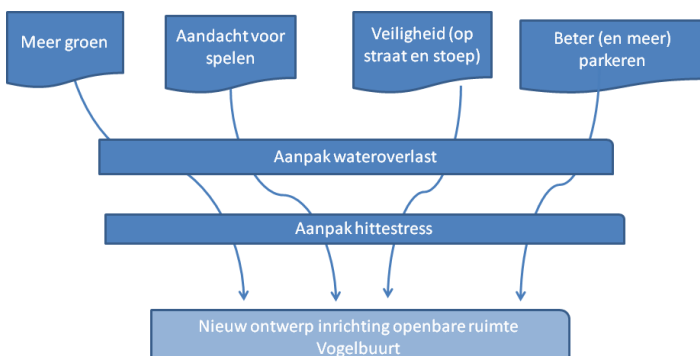 Meer groen
Aandacht voor
spelen
Veiligheid (op
straat en stoep)
Beter (en meer)
parkeren
Aanpak wateroverlast
Aanpak hittestress
Nieuw ontwerp inrichting openbare ruimte
Vogelbuurt